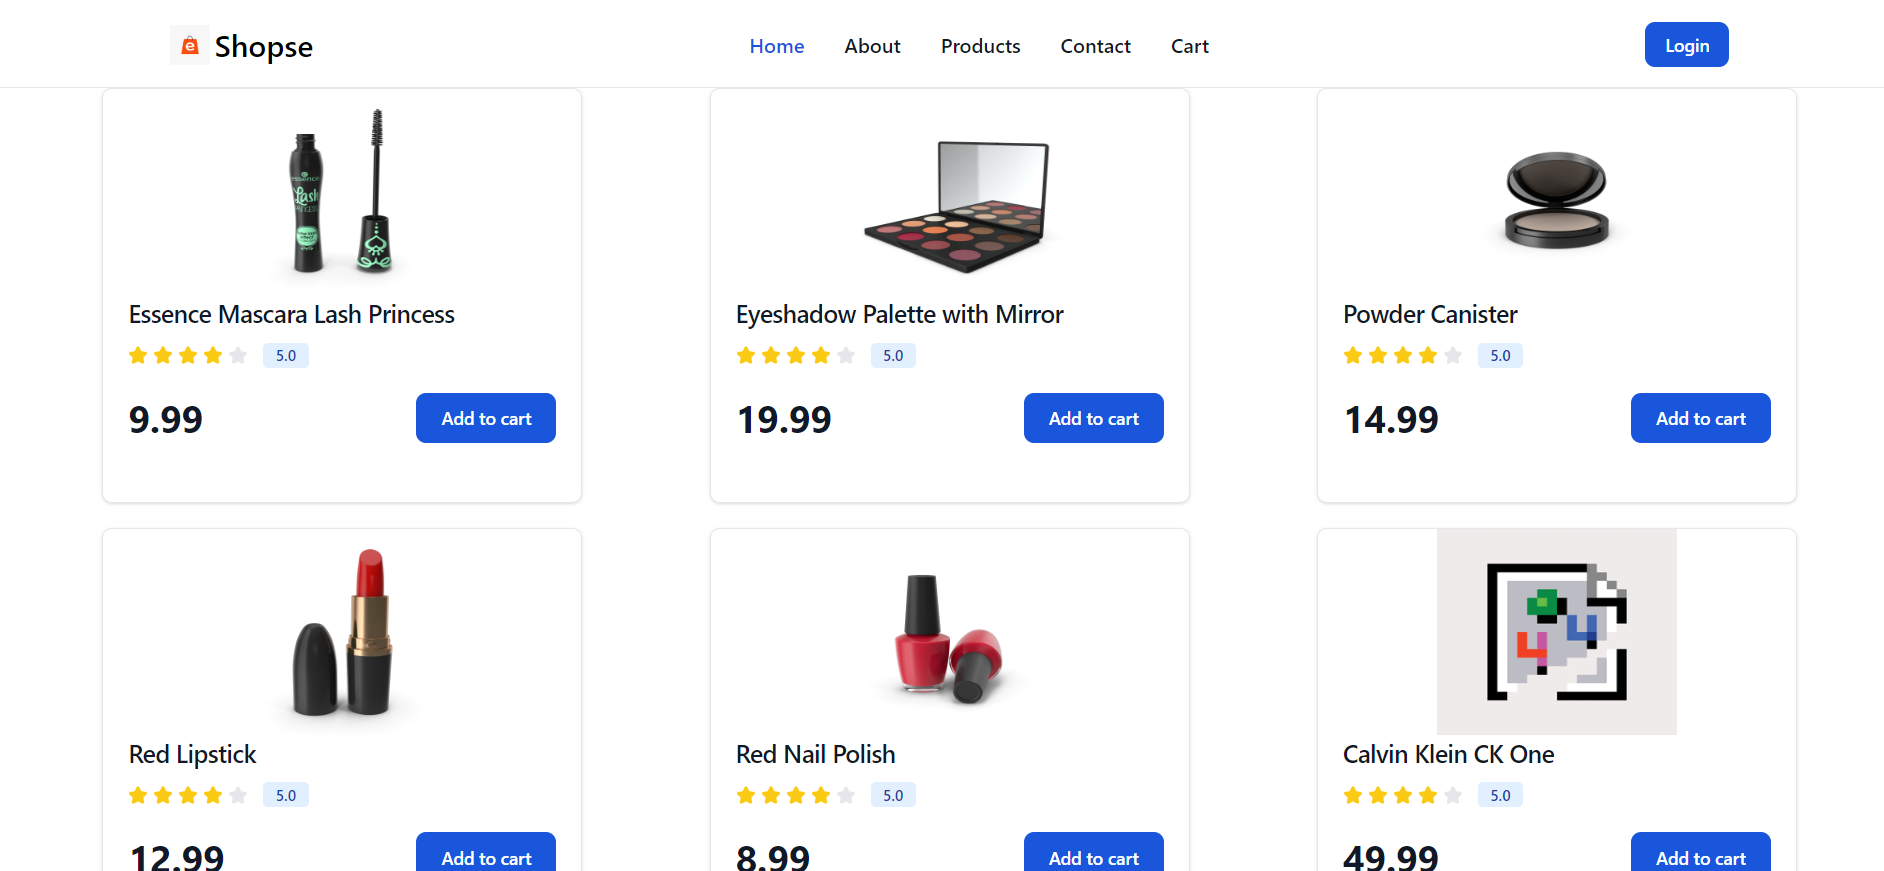 Shopse
Home About Products Contact Cart
Login
essence
Lash
PRINCESS
Essence Mascara Lash Princess
5.0
9.99
Add to cart
Eyeshadow Palette with Mirror
5.0
19.99
Add to cart
Powder Canister
5.0
14.99
Add to cart
Red Lipstick
5.0
12.99
Add to cart
Red Nail Polish
5.0
8.99
Add to cart
Calvin Klein CK One
5.0
49.99
Add to cart